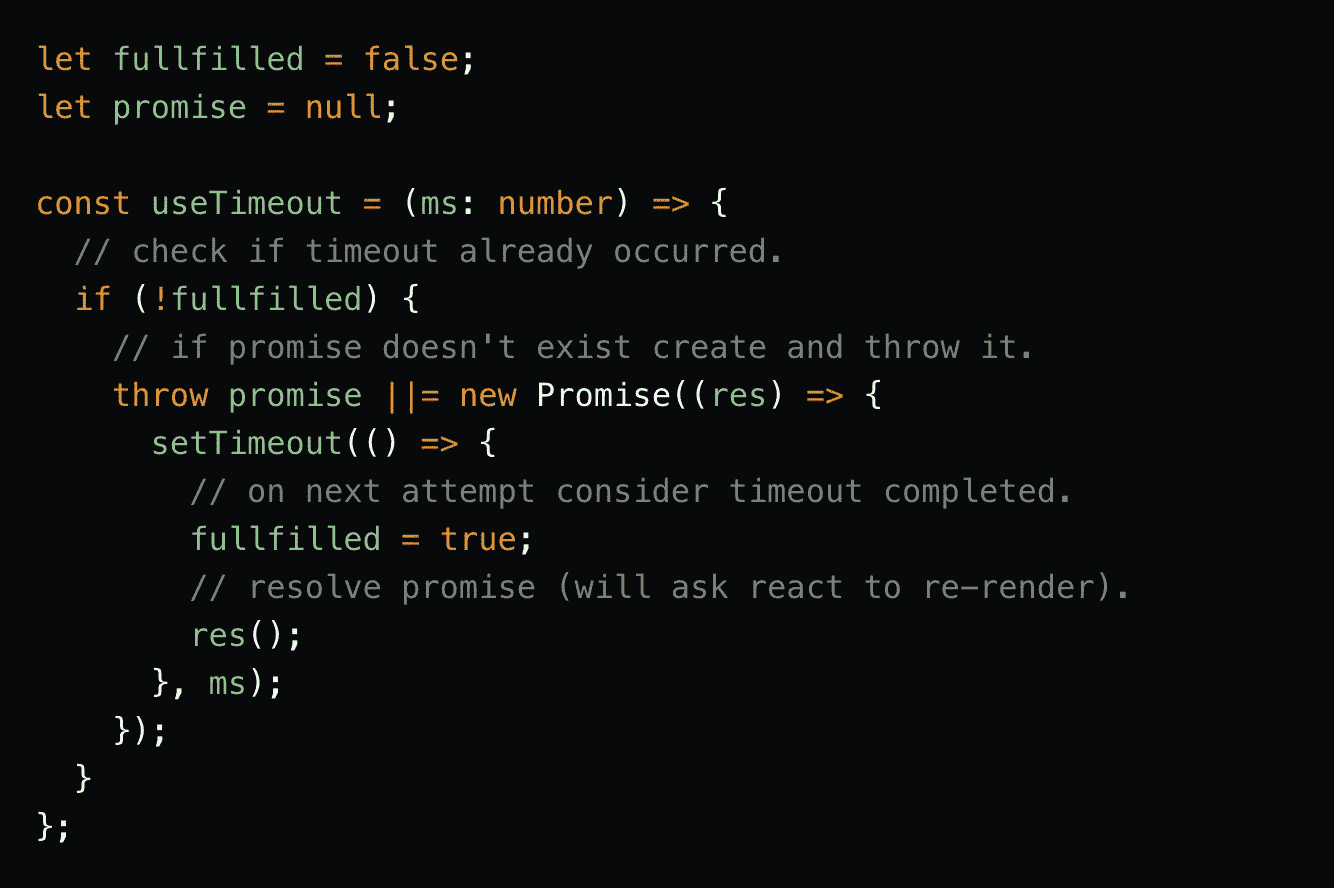 let fullfilled = false;
let promise = null;

const useTimeout = (ms: number) => {
  // check if timeout already occurred.
  if (!fullfilled) {
    // if promise doesn't exist create and throw it.
    throw promise ||= new Promise((res) => {
      setTimeout(() => {
        // on next attempt consider timeout completed.
        fullfilled = true;
        // resolve promise (will ask react to re-render).
        res();
      }, ms);
    });
  }
};